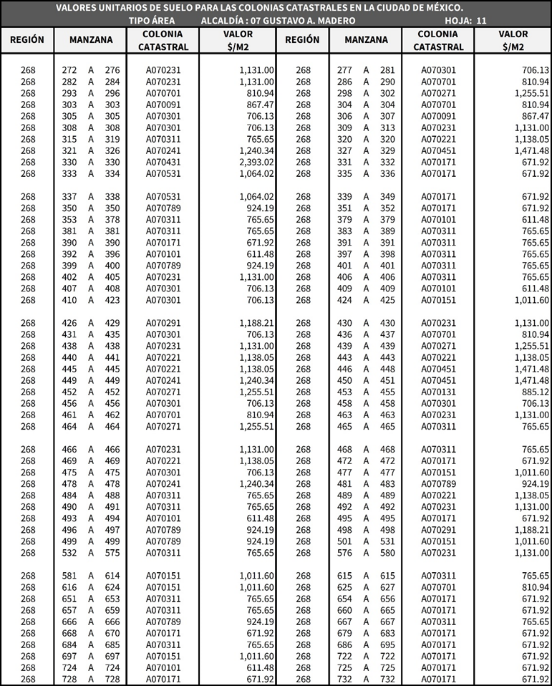 VALORES UNITARIOS DE SUELO PARA LAS COLONIAS CATASTRALES EN LA CIUDAD DE MÉXICO.
TIPO ÁREA ALCALDÍA : 07 GUSTAVO A. MADERO HOJA: 11
REGIÓN MANZANA COLONIA CATASTRAL VALOR $/M2 REGIÓN MANZANA COLONIA CATASTRAL VALOR $/M2
268 272 A 276 A070231 1,131.00 268 277 A 281 A070301 706.13
268 282 A 284 A070231 1,131.00 268 286 A 290 A070701 810.94
268 293 A 296 A070701 810.94 268 298 A 302 A070271 1,255.51
268 303 A 303 A070091 867.47 268 304 A 304 A070701 810.94
268 305 A 305 A070301 706.13 268 306 A 307 A070091 867.47
268 308 A 308 A070301 706.13 268 309 A 313 A070231 1,131.00
268 315 A 319 A070311 765.65 268 320 A 320 A070221 1,138.05
268 321 A 326 A070241 1,240.34 268 327 A 329 A070451 1,471.48
268 330 A 330 A070431 2,393.02 268 331 A 332 A070171 671.92
268 333 A 334 A070531 1,064.02 268 335 A 336 A070171 671.92
268 337 A 338 A070531 1,064.02 268 339 A 349 A070171 671.92
268 350 A 350 A070789 924.19 268 351 A 352 A070171 671.92
268 353 A 378 A070311 765.65 268 379 A 379 A070101 611.48
268 381 A 381 A070311 765.65 268 383 A 389 A070311 765.65
268 390 A 390 A070171 671.92 268 391 A 391 A070311 765.65
268 392 A 396 A070101 611.48 268 397 A 398 A070311 765.65
268 399 A 400 A070789 924.19 268 401 A 401 A070311 765.65
268 402 A 405 A070231 1,131.00 268 406 A 406 A070311 765.65
268 407 A 408 A070301 706.13 268 409 A 409 A070101 611.48
268 410 A 423 A070301 706.13 268 424 A 425 A070151 1,011.60
268 426 A 429 A070291 1,188.21 268 430 A 430 A070231 1,131.00
268 431 A 435 A070301 706.13 268 436 A 437 A070701 810.94
268 438 A 438 A070231 1,131.00 268 439 A 439 A070271 1,255.51
268 440 A 441 A070221 1,138.05 268 443 A 443 A070221 1,138.05
268 445 A 445 A070221 1,138.05 268 446 A 448 A070451 1,471.48
268 449 A 449 A070241 1,240.34 268 450 A 451 A070451 1,471.48
268 452 A 452 A070271 1,255.51 268 453 A 455 A070131 885.12
268 456 A 456 A070301 706.13 268 458 A 458 A070301 706.13
268 461 A 462 A070701 810.94 268 463 A 463 A070231 1,131.00
268 464 A 464 A070271 1,255.51 268 465 A 465 A070311 765.65
268 466 A 466 A070231 1,131.00 268 468 A 468 A070311 765.65
268 469 A 469 A070221 1,138.05 268 472 A 472 A070171 671.92
268 475 A 475 A070301 706.13 268 477 A 477 A070151 1,011.60
268 478 A 478 A070241 1,240.34 268 481 A 483 A070789 924.19
268 484 A 488 A070311 765.65 268 489 A 489 A070221 1,138.05
268 490 A 491 A070311 765.65 268 492 A 492 A070231 1,131.00
268 493 A 494 A070101 611.48 268 495 A 495 A070171 671.92
268 496 A 497 A070789 924.19 268 498 A 498 A070291 1,188.21
268 499 A 499 A070789 924.19 268 501 A 531 A070151 1,011.60
268 532 A 575 A070311 765.65 268 576 A 580 A070231 1,131.00
268 581 A 614 A070151 1,011.60 268 615 A 615 A070311 765.65
268 616 A 624 A070151 1,011.60 268 625 A 627 A070701 810.94
268 651 A 653 A070311 765.65 268 654 A 656 A070171 671.92
268 657 A 659 A070311 765.65 268 660 A 665 A070171 671.92
268 666 A 666 A070789 924.19 268 667 A 667 A070311 765.65
268 668 A 670 A070171 671.92 268 679 A 683 A070171 671.92
268 684 A 685 A070311 765.65 268 686 A 695 A070171 671.92
268 697 A 697 A070151 1,011.60 268 722 A 722 A070171 671.92
268 724 A 724 A070101 611.48 268 725 A 725 A070171 671.92
268 728 A 728 A070171 671.92 268 732 A 732 A070171 671.92